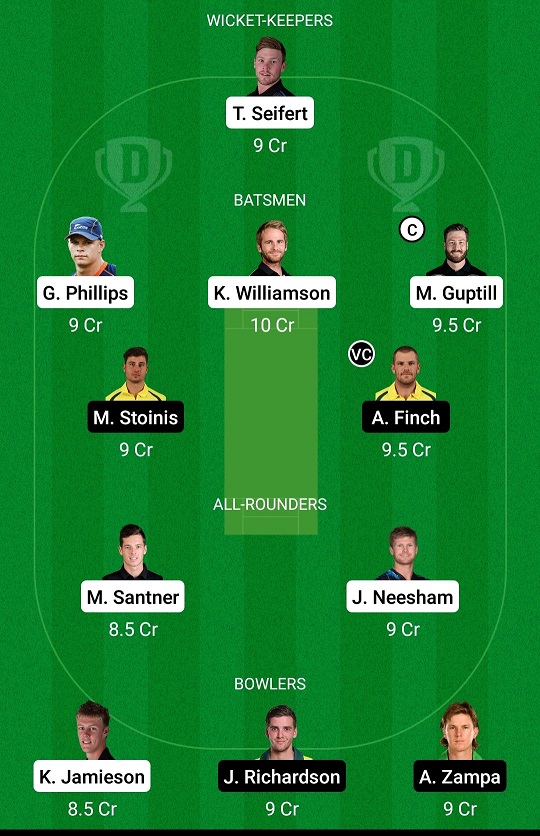 WICKET-KEEPERS
T. Seifert
9 Cr
D D
BATSMEN
C
G. Phillips K. Williamson M. Guptill
9 Cr 10 Cr 9.5 Cr
VC
M. Stoinis A. Finch
9 Cr 9.5 Cr
ALL-ROUNDERS
M. Santner J. Neesham
8.5 Cr 9 Cr
BOWLERS
K. Jamieson J. Richardson A. Zampa
8.5 Cr 9 Cr 9 Cr